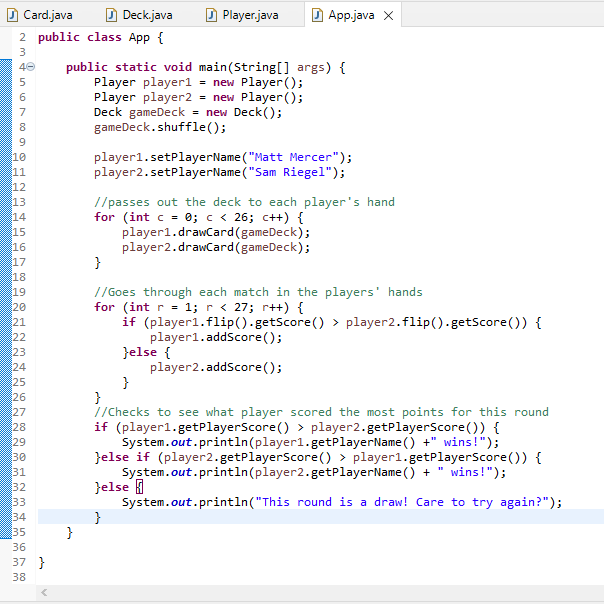 Card.java Deck.java Player.java App.java
2 public class App {
3
4 public static void main(String[] args) {
5 Player player1 = new Player();
6 Player player2 = new Player();
7 Deck gameDeck = new Deck();
8 gameDeck.shuffle();
9
10 player1.setPlayerName("Matt Mercer");
11 player2.setPlayerName("Sam Riegel");
12
13 //passes out the deck to each player's hand
14 for (int c = 0; c < 26; c++) {
15 player1.drawCard(gameDeck);
16 player2.drawCard(gameDeck);
17 }
18
19 //Goes through each match in the players' hands
20 for (int r = 1; r < 27; r++) {
21 if (player1.flip().getScore() > player2.flip().getScore()) {
22 player1.addScore();
23 }else {
24 player2.addScore();
25 }
26 }
27 //Checks to see what player scored the most points for this round
28 if (player1.getPlayerScore() > player2.getPlayerScore()) {
29 System.out.println(player1.getPlayerName() +" wins!");
30 }else if (player2.getPlayerScore() > player1.getPlayerScore()) {
31 System.out.println(player2.getPlayerName() + " wins!");
32 }else {
33 System.out.println("This round is a draw! Care to try again?");
34 }
35 }
36
37 }
38